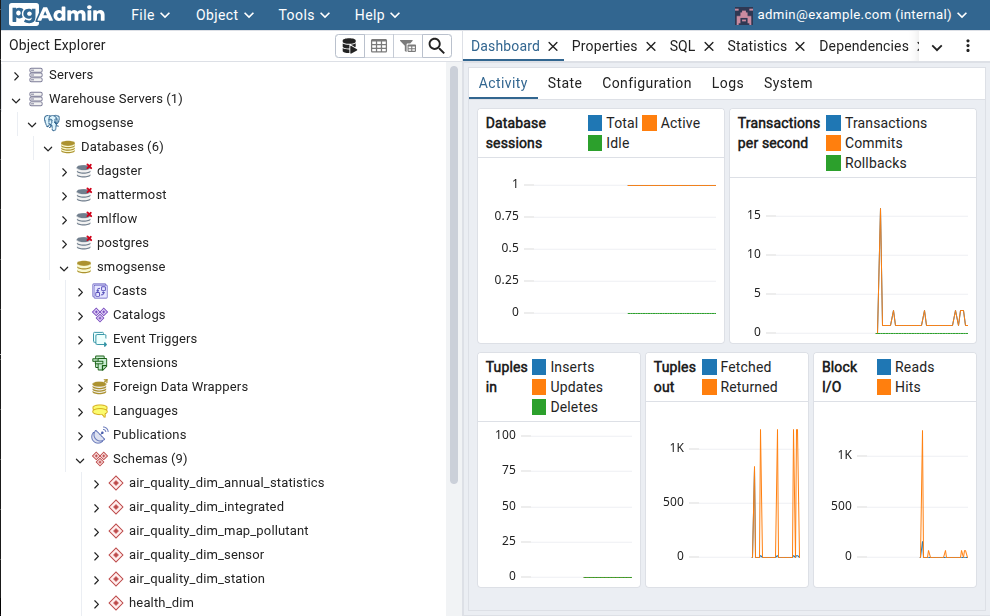 pgAdmin File Object Tools Help admin@example.com (internal)
Object Explorer
Dashboard Properties SQL Statistics Dependencies
Servers
Warehouse Servers (1)
smogsense
Databases (6)
dagster
mattermost
mlflow
postgres
smogsense
Casts
Catalogs
Event Triggers
Extensions
Foreign Data Wrappers
Languages
Publications
Schemas (9)
air_quality_dim_annual_statistics
air_quality_dim_integrated
air_quality_dim_map_pollutant
air_quality_dim_sensor
air_quality_dim_station
health_dim
Activity State Configuration Logs System
Database sessions
Total Active
Idle
1
0.75
0.5
0.25
0
Transactions per second
Transactions
Commits
Rollbacks
15
10
5
0
Tuples in
Inserts
Updates
Deletes
100
75
50
25
0
Tuples out
Fetched
Returned
1K
500
0
Block I/O
Reads
Hits
1K
500
0